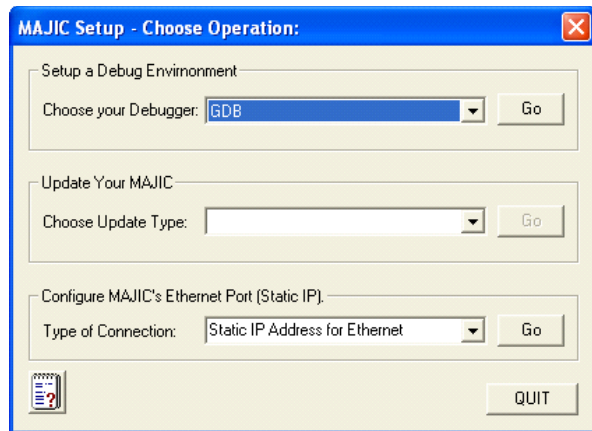 MAJIC Setup - Choose Operation:
Setup a Debug Envirnonment
Choose your Debugger: GDB Go
Update Your MAJIC
Choose Update Type: Go
Configure MAJIC's Ethernet Port (Static IP).
Type of Connection: Static IP Address for Ethernet Go
?
QUIT